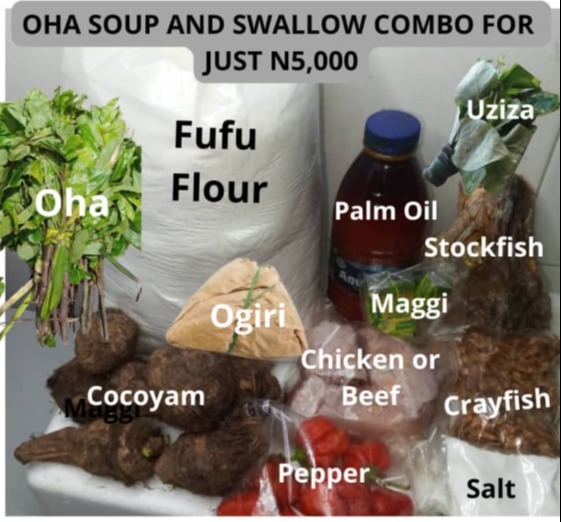 OHA SOUP AND SWALLOW COMBO FOR
JUST N5,000
Uziza
Fufu
Flour
Oha
Palm Oil
Stockfish
Ogiri
Maggi
Chicken or
Beef
Cocoyam
Maggi
Crayfish
Pepper
Salt